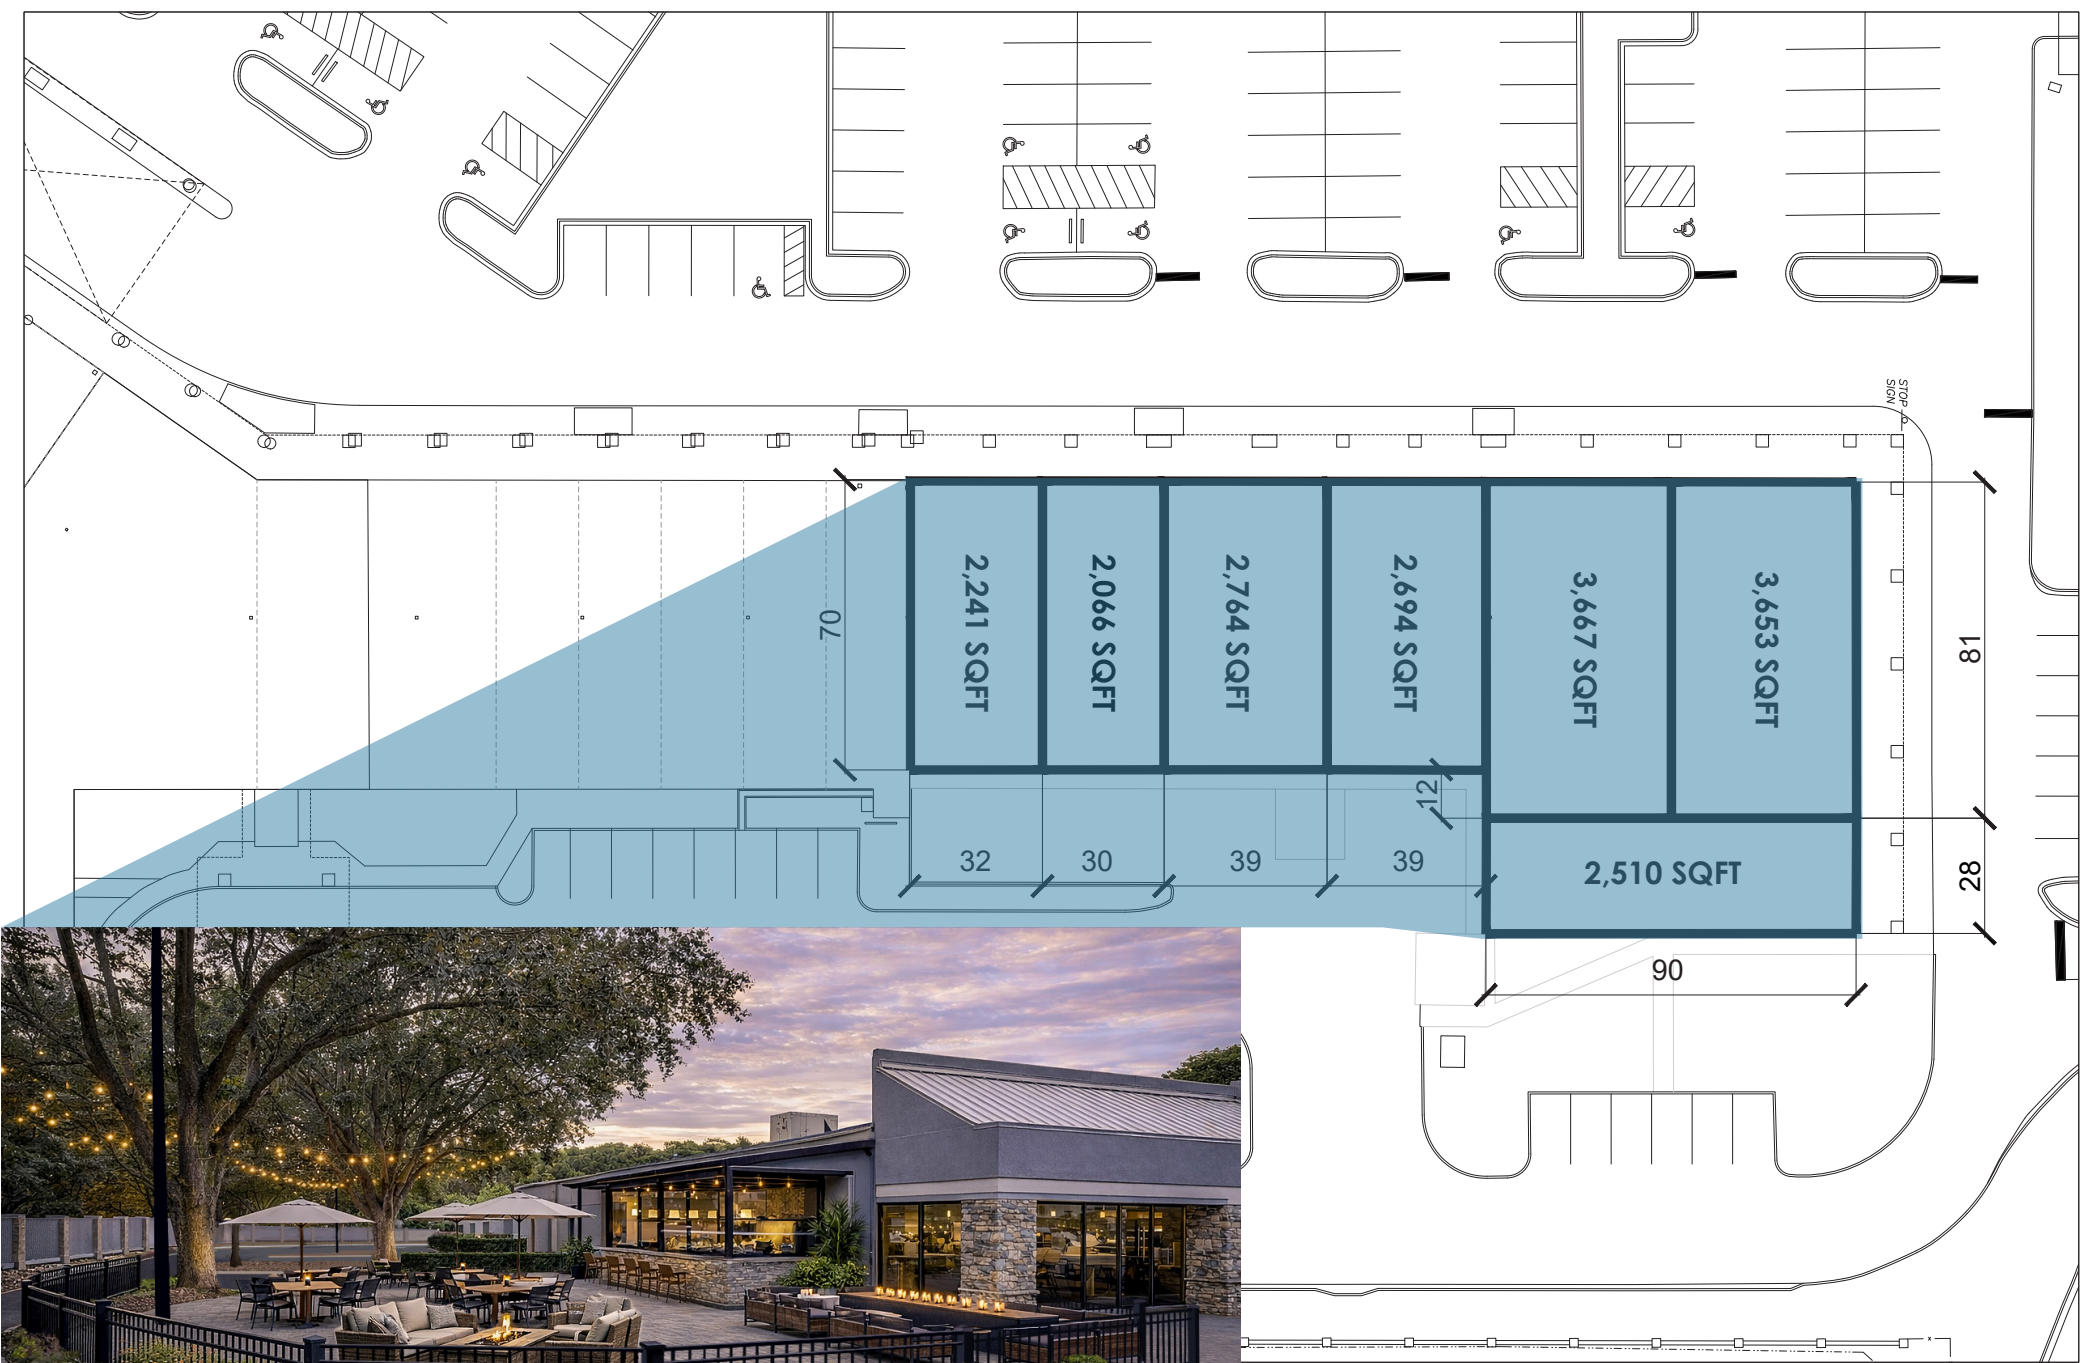 STOP
SIGN
2,241 SQFT
2,066 SQFT
2,764 SQFT
2,694 SQFT
3,667 SQFT
3,653 SQFT
70
81
12
32
30
39
39
2,510 SQFT
28
90